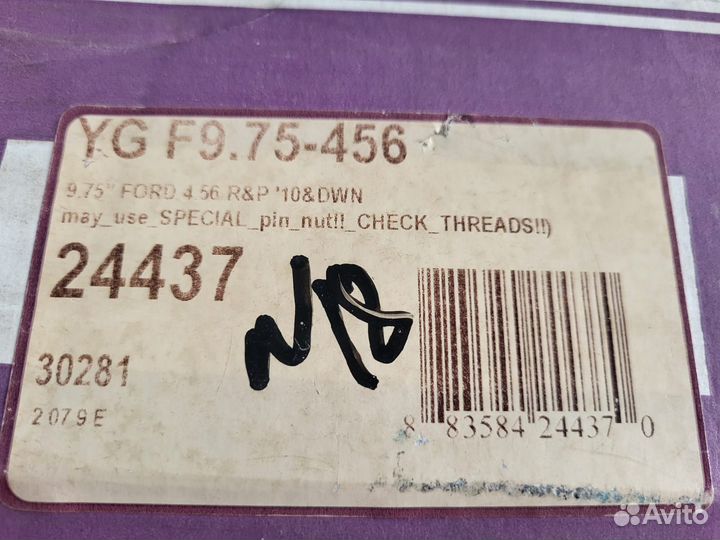 YG F9.75-456
9.75" FORD 4.56 R&P '10&DWN
may_use_SPECIAL_pin_nut!!_CHECK_THREADS!!)
24437
30281
2079E
8 83584 24437 0
Avito